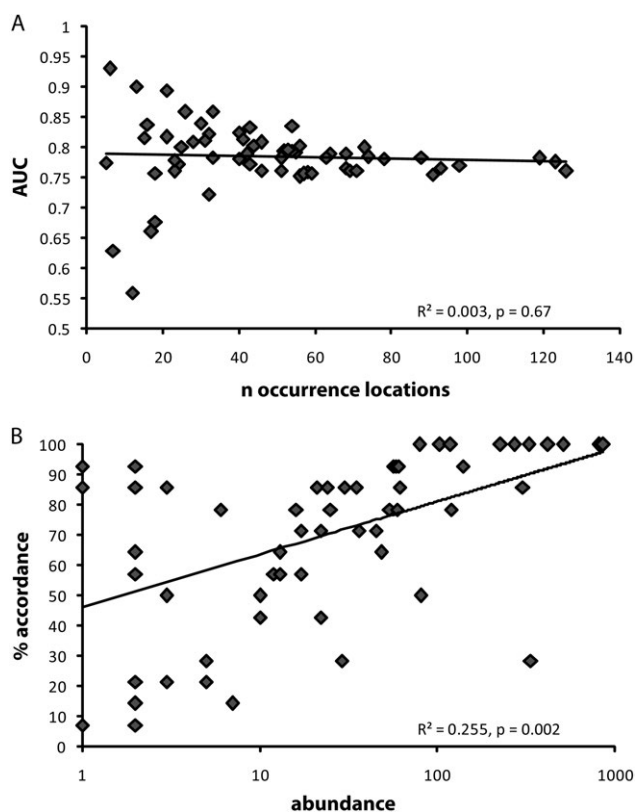 A
AUC
1
0.95
0.9
0.85
0.8
0.75
0.7
0.65
0.6
0.55
0.5
R² = 0.003, p = 0.67
0 20 40 60 80 100 120 140
n occurrence locations
B
% accordance
100
90
80
70
60
50
40
30
20
10
0
R² = 0.255, p = 0.002
1 10 100 1000
abundance